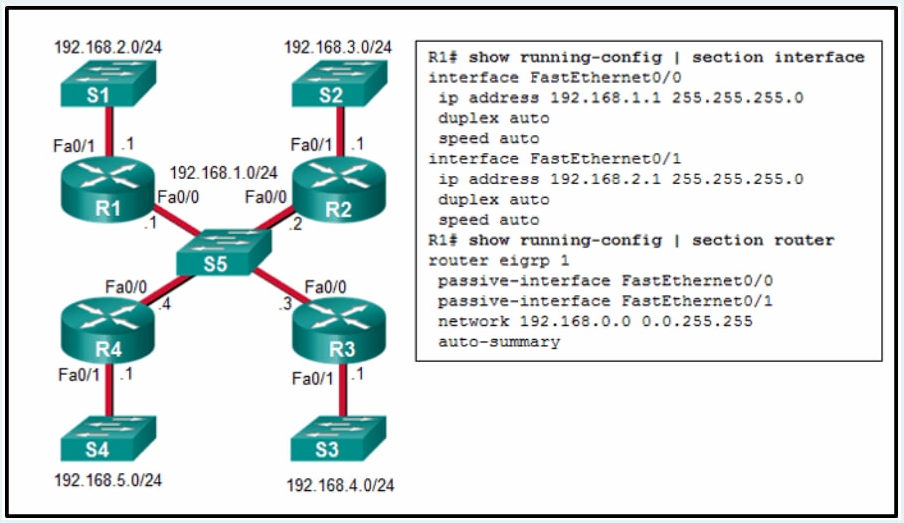 192.168.2.0/24
192.168.3.0/24
S1
S2
Fa0/1 .1
Fa0/1 .1
192.168.1.0/24
R1
Fa0/0
Fa0/0
R2
.1
.2
S5
Fa0/0
Fa0/0
.4
.3
R4
R3
Fa0/1 .1
Fa0/1 .1
S4
S3
192.168.5.0/24
192.168.4.0/24
R1# show running-config | section interface
interface FastEthernet0/0
ip address 192.168.1.1 255.255.255.0
duplex auto
speed auto
interface FastEthernet0/1
ip address 192.168.2.1 255.255.255.0
duplex auto
speed auto
R1# show running-config | section router
router eigrp 1
passive-interface FastEthernet0/0
passive-interface FastEthernet0/1
network 192.168.0.0 0.0.255.255
auto-summary